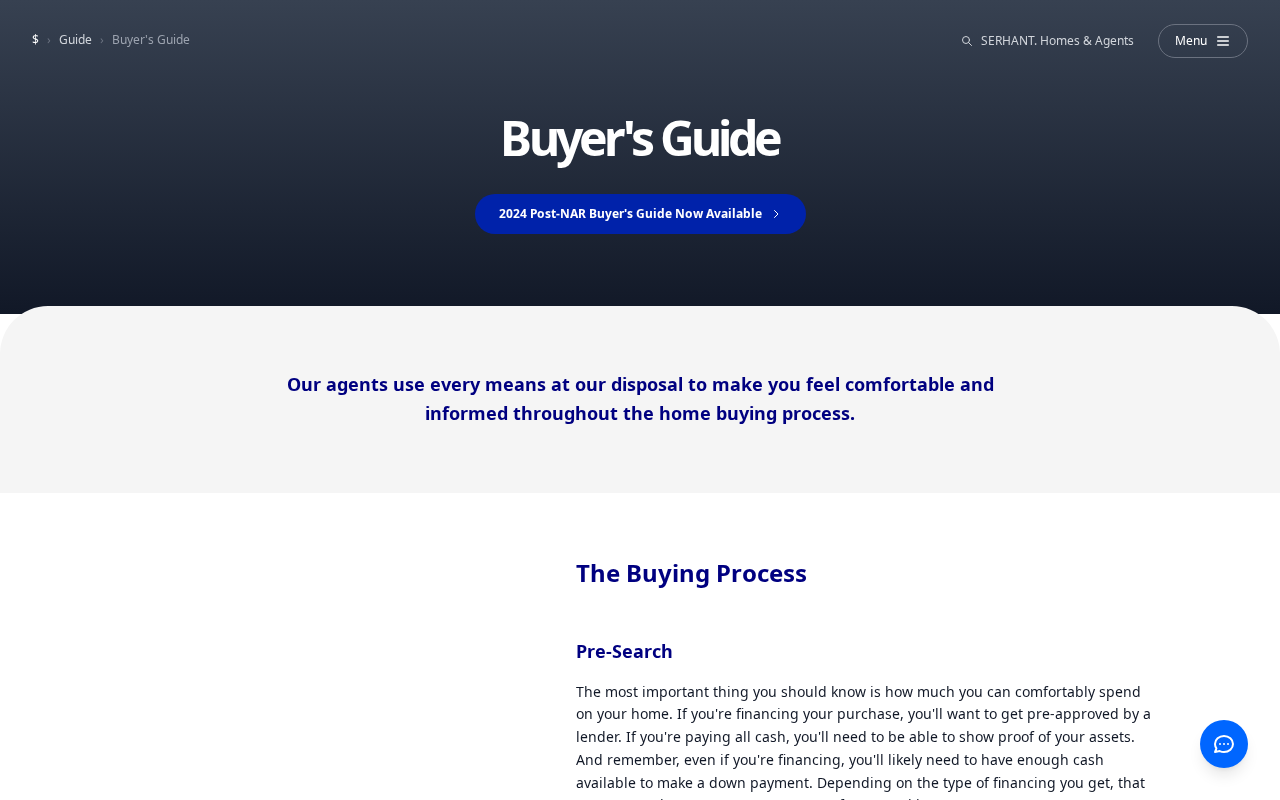 $ › Guide › Buyer's Guide
SERHANT. Homes & Agents
Menu
Buyer's Guide
2024 Post-NAR Buyer's Guide Now Available
Our agents use every means at our disposal to make you feel comfortable and
informed throughout the home buying process.
The Buying Process
Pre-Search
The most important thing you should know is how much you can comfortably spend
on your home. If you're financing your purchase, you'll want to get pre-approved by a
lender. If you're paying all cash, you'll need to be able to show proof of your assets.
And remember, even if you're financing, you'll likely need to have enough cash
available to make a down payment. Depending on the type of financing you get, that